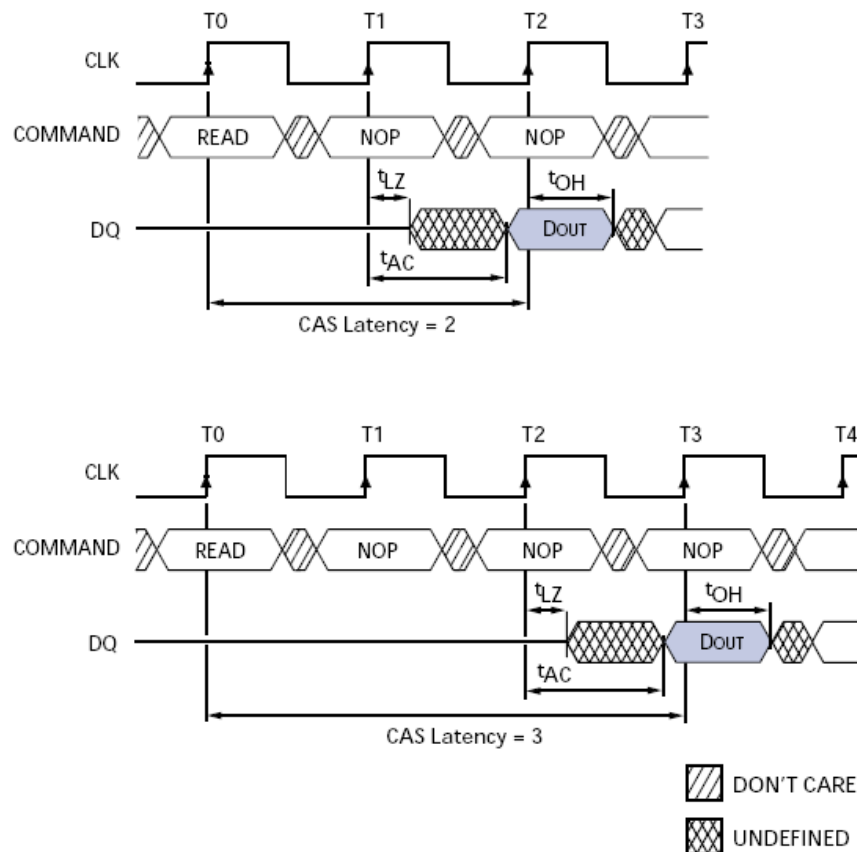 T0 T1 T2 T3
CLK
COMMAND READ NOP NOP
tLZ tOH
DQ DOUT
tAC
CAS Latency = 2
T0 T1 T2 T3 T4
CLK
COMMAND READ NOP NOP NOP
tLZ tOH
DQ DOUT
tAC
CAS Latency = 3
DON'T CARE
UNDEFINED